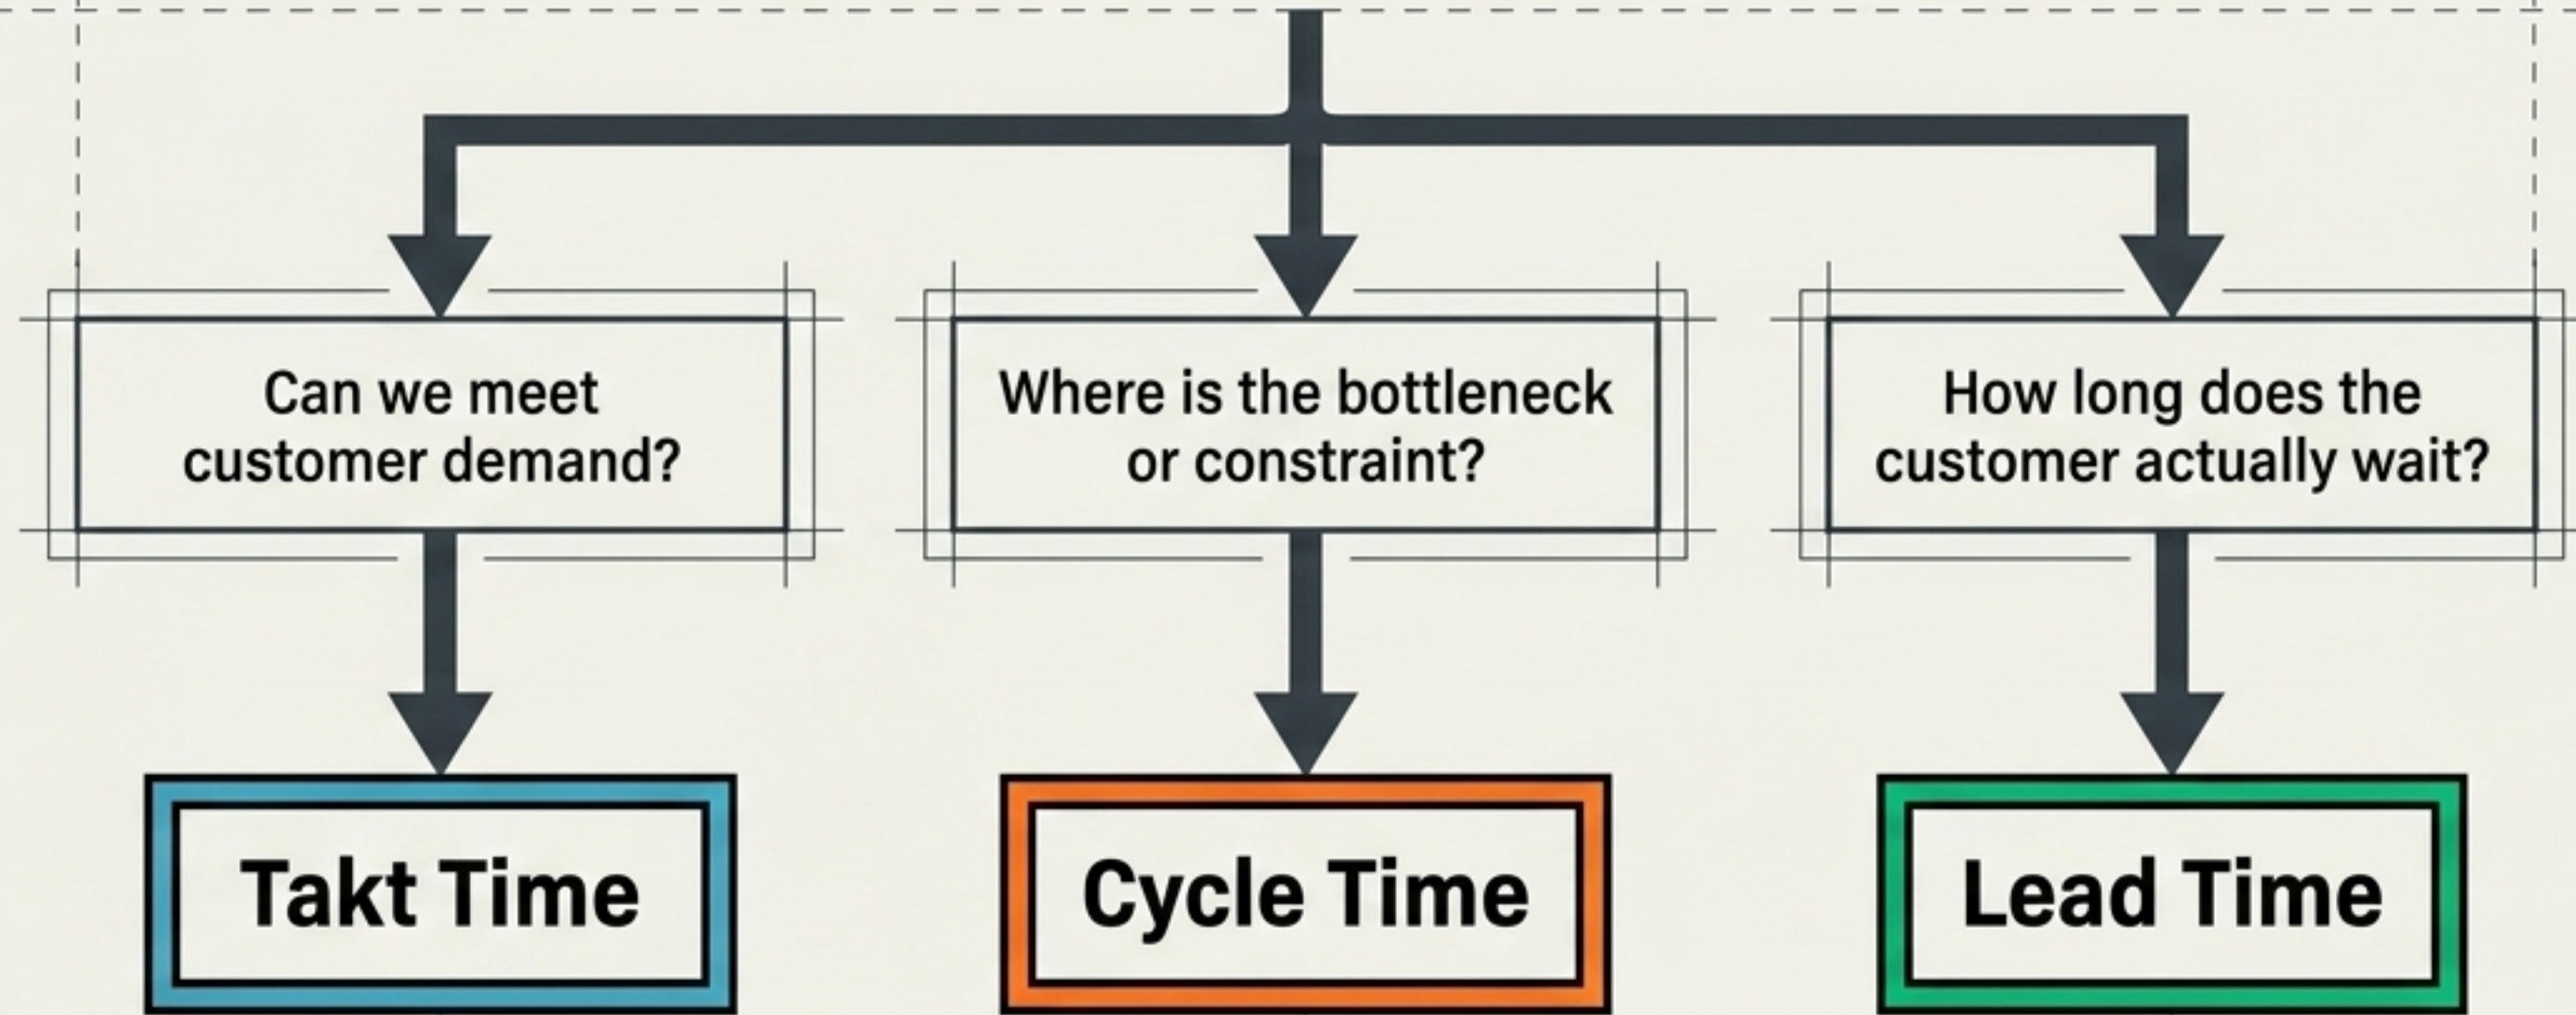 Can we meet
customer demand?
Where is the bottleneck
or constraint?
How long does the
customer actually wait?
Takt Time
Cycle Time
Lead Time